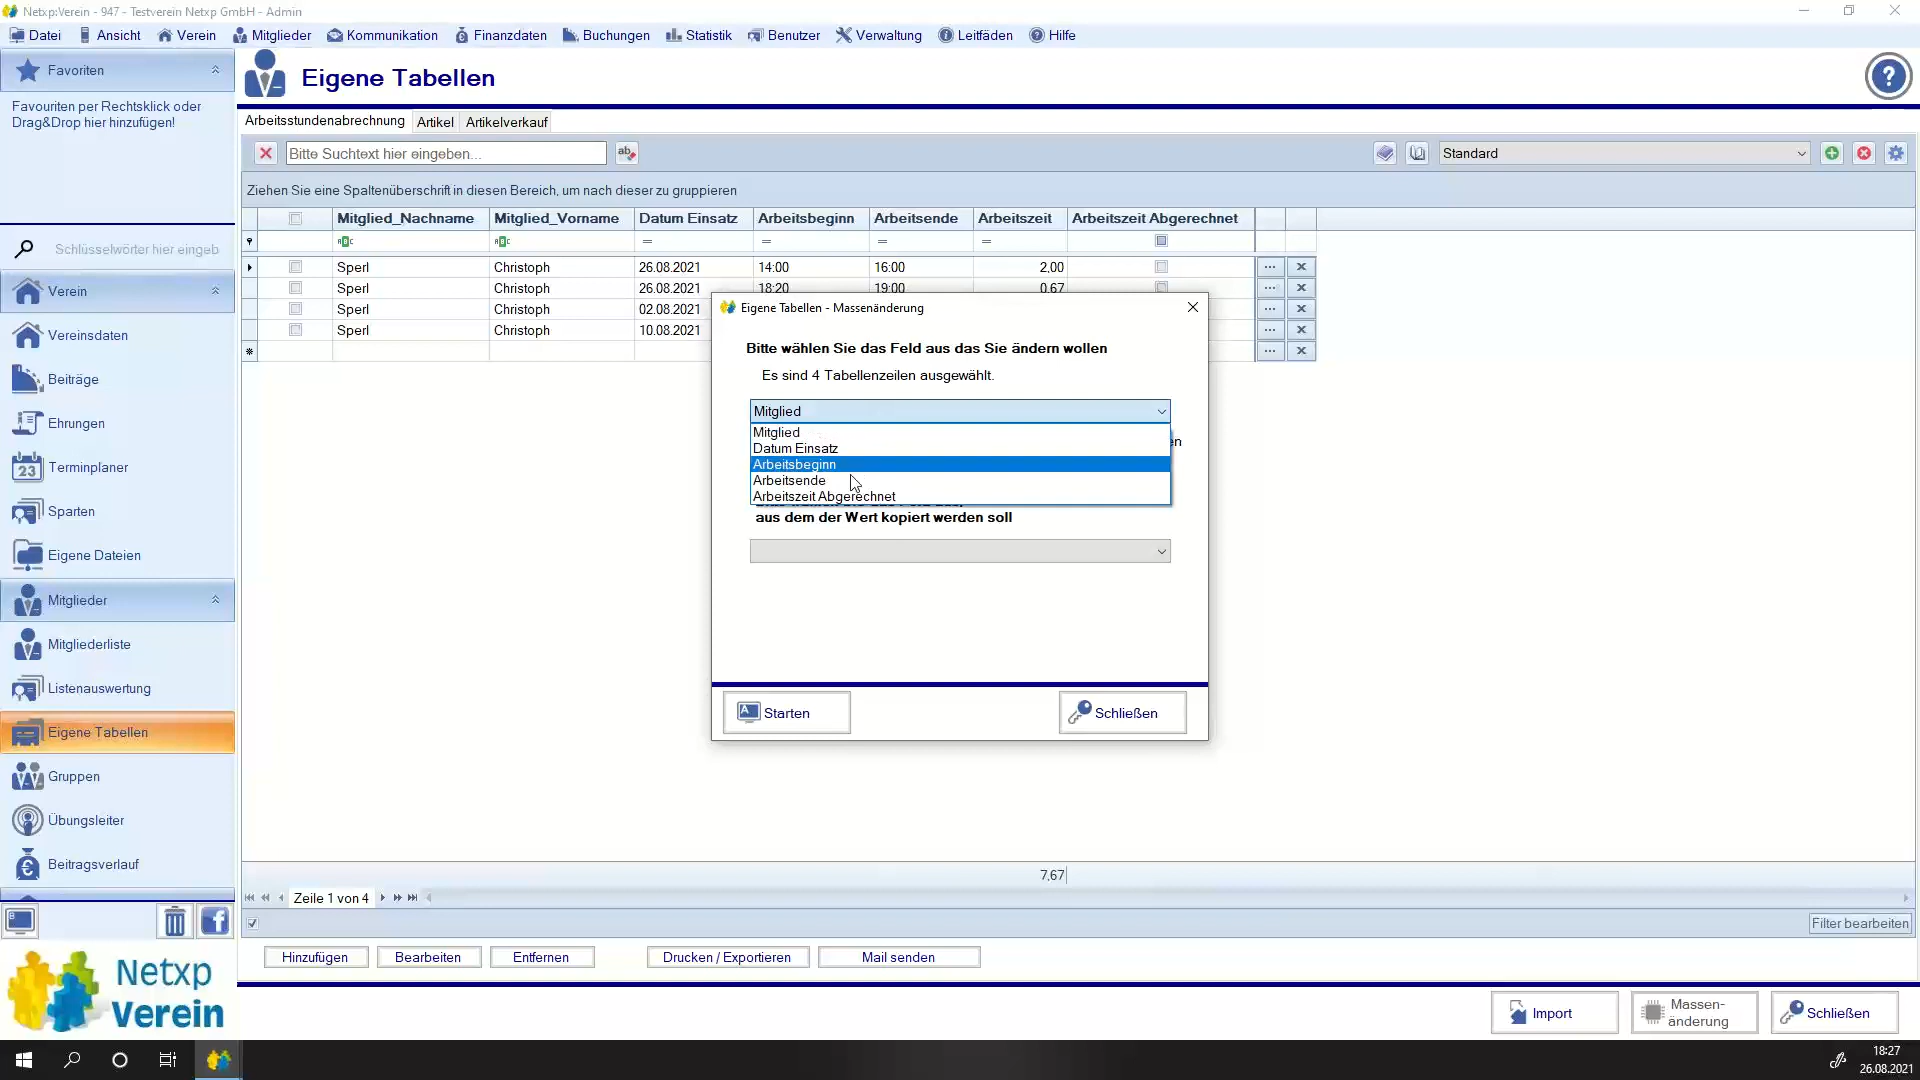 Netxp:Verein - 947 - Testverein Netxp GmbH - Admin
Datei Ansicht Verein Mitglieder Kommunikation Finanzdaten Buchungen Statistik Benutzer Verwaltung Leitfäden Hilfe
Favoriten
Favouriten per Rechtsklick oder
Drag&Drop hier hinzufügen!
Eigene Tabellen
Arbeitsstundenabrechnung Artikel Artikelverkauf
Bitte Suchtext hier eingeben...
Standard
Ziehen Sie eine Spaltenüberschrift in diesen Bereich, um nach dieser zu gruppieren
Mitglied_Nachname Mitglied_Vorname Datum Einsatz Arbeitsbeginn Arbeitsende Arbeitszeit Arbeitszeit Abgerechnet
Sperl Christoph 26.08.2021 14:00 16:00 2,00
Sperl Christoph 26.08.2021 18:20 19:00 0,67
Sperl Christoph 02.08.2021
Sperl Christoph 10.08.2021
Schlüsselwörter hier eingeb
Verein
Vereinsdaten
Beiträge
Ehrungen
23 Terminplaner
Sparten
Eigene Dateien
Mitglieder
Mitgliederliste
Listenauswertung
Eigene Tabellen
Gruppen
Übungsleiter
Beitragsverlauf
Netxp
Verein
Eigene Tabellen - Massenänderung
Bitte wählen Sie das Feld aus das Sie ändern wollen
Es sind 4 Tabellenzeilen ausgewählt.
Mitglied
Mitglied
Datum Einsatz
Arbeitsbeginn
Arbeitsende
Arbeitszeit Abgerechnet
aus dem der Wert kopiert werden soll
Starten Schließen
7,67
Zeile 1 von 4
Filter bearbeiten
Hinzufügen Bearbeiten Entfernen Drucken / Exportieren Mail senden
Import Massen-
änderung Schließen
18:27
26.08.2021